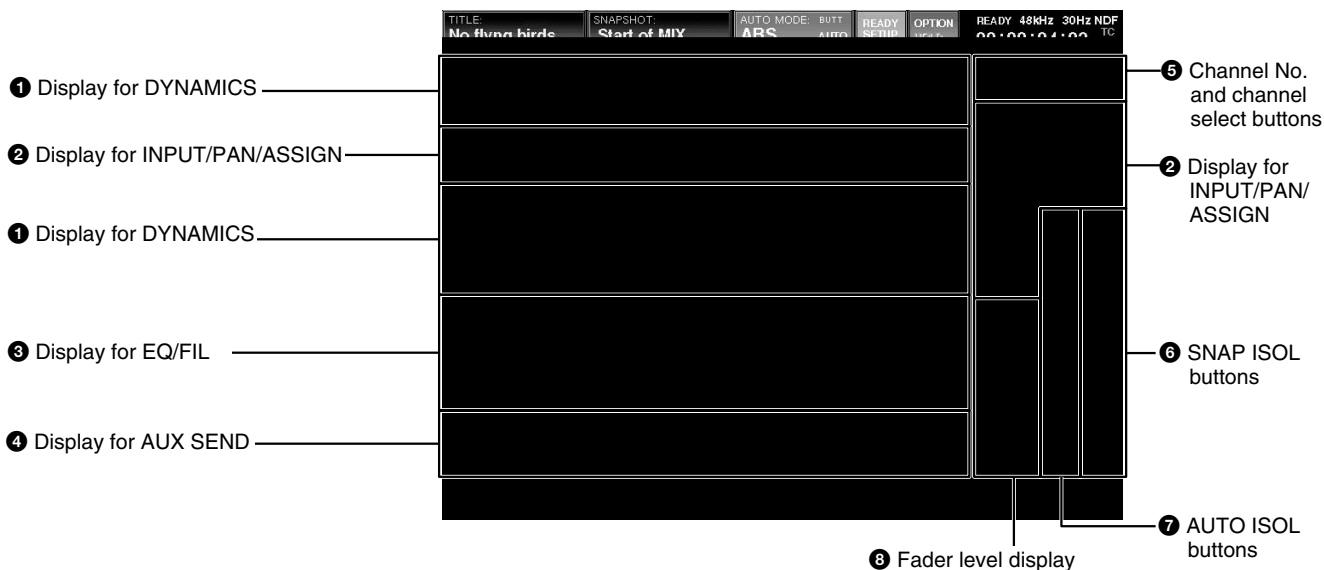 TITLE:
No flyng birds
SNAPSHOT:
Start of MIX
AUTO MODE: BUTT
ABS AUTO
READY
SETUP
OPTION
READY 48kHz 30Hz NDF
TC
❶ Display for DYNAMICS
❷ Display for INPUT/PAN/ASSIGN
❶ Display for DYNAMICS
❸ Display for EQ/FIL
❹ Display for AUX SEND
❺ Channel No.
and channel
select buttons
❷ Display for
INPUT/PAN/
ASSIGN
❻ SNAP ISOL
buttons
❼ AUTO ISOL
buttons
❽ Fader level display